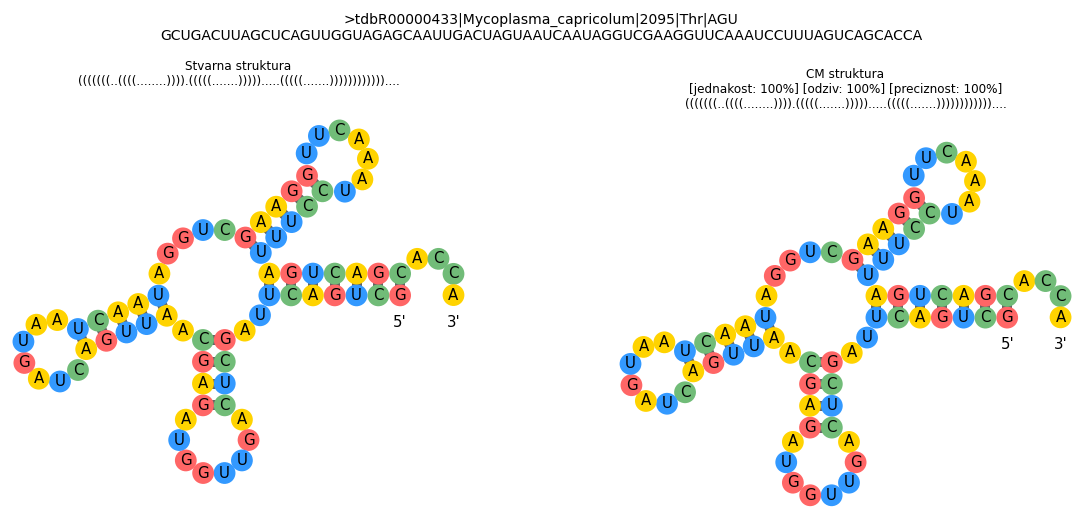 >tdbR00000433|Mycoplasma_capricolum|2095|Thr|AGU
GCUGACUUAGCUCAGUUGGUAGAGCAAUUGACUAGUAAUCAAUAGGUCGAAGGUUCAAAUCCUUUAGUCAGCACCA
Stvarna struktura
(((((((..((((........)))).(((((.......))))).....(((((.......))))))))))))....
CM struktura
[jednakost: 100%] [odziv: 100%] [preciznost: 100%]
(((((((..((((........)))).(((((.......))))).....(((((.......))))))))))))....
5' 3'
5' 3'